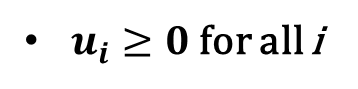 • uᵢ ≥ 0 for all i